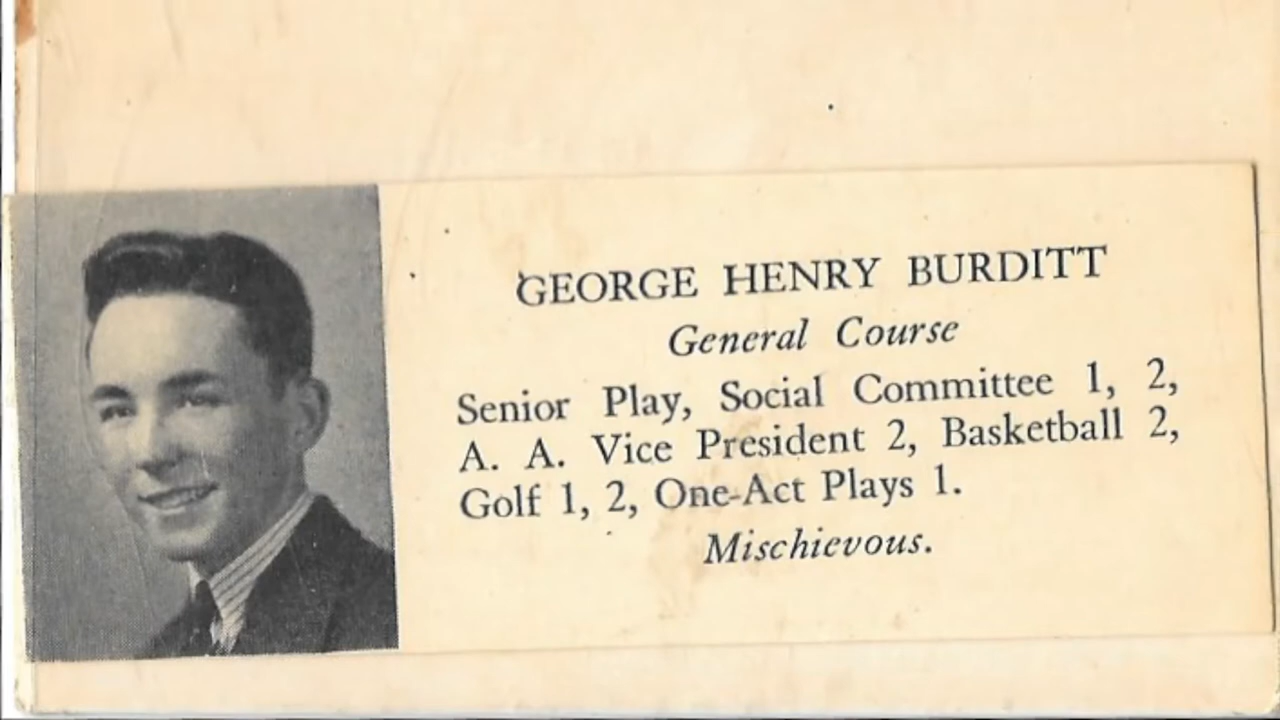 GEORGE HENRY BURDITT
General Course
Senior Play, Social Committee 1, 2,
A. A. Vice President 2, Basketball 2,
Golf 1, 2, One-Act Plays 1.
Mischievous.